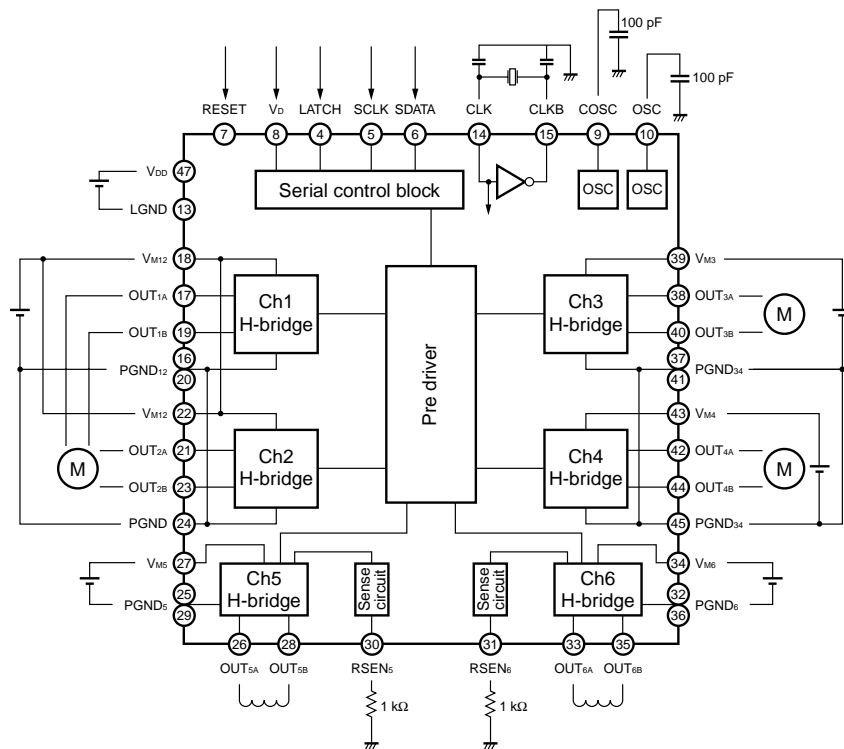 100 pF
100 pF
RESET VD LATCH SCLK SDATA CLK CLKB COSC OSC
7 8 4 5 6 14 15 9 10
VDD 47
Serial control block
OSC OSC
LGND 13
VM12 18
39 VM3
OUT1A 17
Ch1
H-bridge
Ch3
H-bridge
38 OUT3A
M
OUT1B 19
40 OUT3B
16
PGND12
20
37
PGND34
41
Pre driver
VM12 22
43 VM4
M
OUT2A 21
Ch2
H-bridge
Ch4
H-bridge
42 OUT4A
M
OUT2B 23
44 OUT4B
PGND 24
45 PGND34
VM5 27
Ch5
H-bridge
Sense
circuit
Sense
circuit
Ch6
H-bridge
34 VM6
25
PGND5
29
32
PGND6
36
26 28 30 31 33 35
OUT5A OUT5B RSEN5 RSEN6 OUT6A OUT6B
1 kΩ 1 kΩ